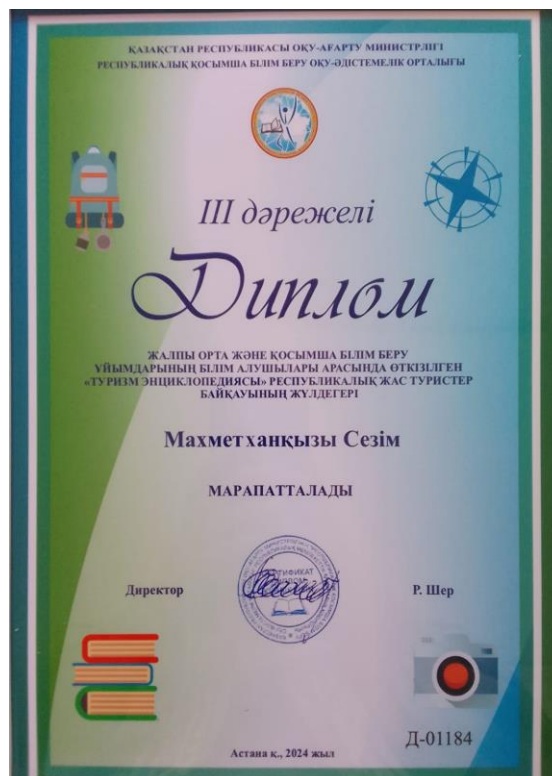 ҚАЗАҚСТАН РЕСПУБЛИКАСЫ ОҚУ-АҒАРТУ МИНИСТРЛІГІ
РЕСПУБЛИКАЛЫҚ ҚОСЫМША БІЛІМ БЕРУ ОҚУ-ӘДІСТЕМЕЛІК ОРТАЛЫҒЫ
III дәрежелі
Диплом
ЖАЛПЫ ОРТА ЖӘНЕ ҚОСЫМША БІЛІМ БЕРУ
ҰЙЫМДАРЫНЫҢ БІЛІМ АЛУШЫЛАРЫ АРАСЫНДА ӨТКІЗІЛГЕН
«ТУРИЗМ ЭНЦИКЛОПЕДИЯСЫ» РЕСПУБЛИКАЛЫҚ ЖАС ТУРИСТЕР
БАЙҚАУЫНЫҢ ЖҮЛДЕГЕРІ
Махметханқызы Сезім
МАРАПАТТАЛАДЫ
Директор
Р. Шер
Д-01184
Астана қ., 2024 жыл